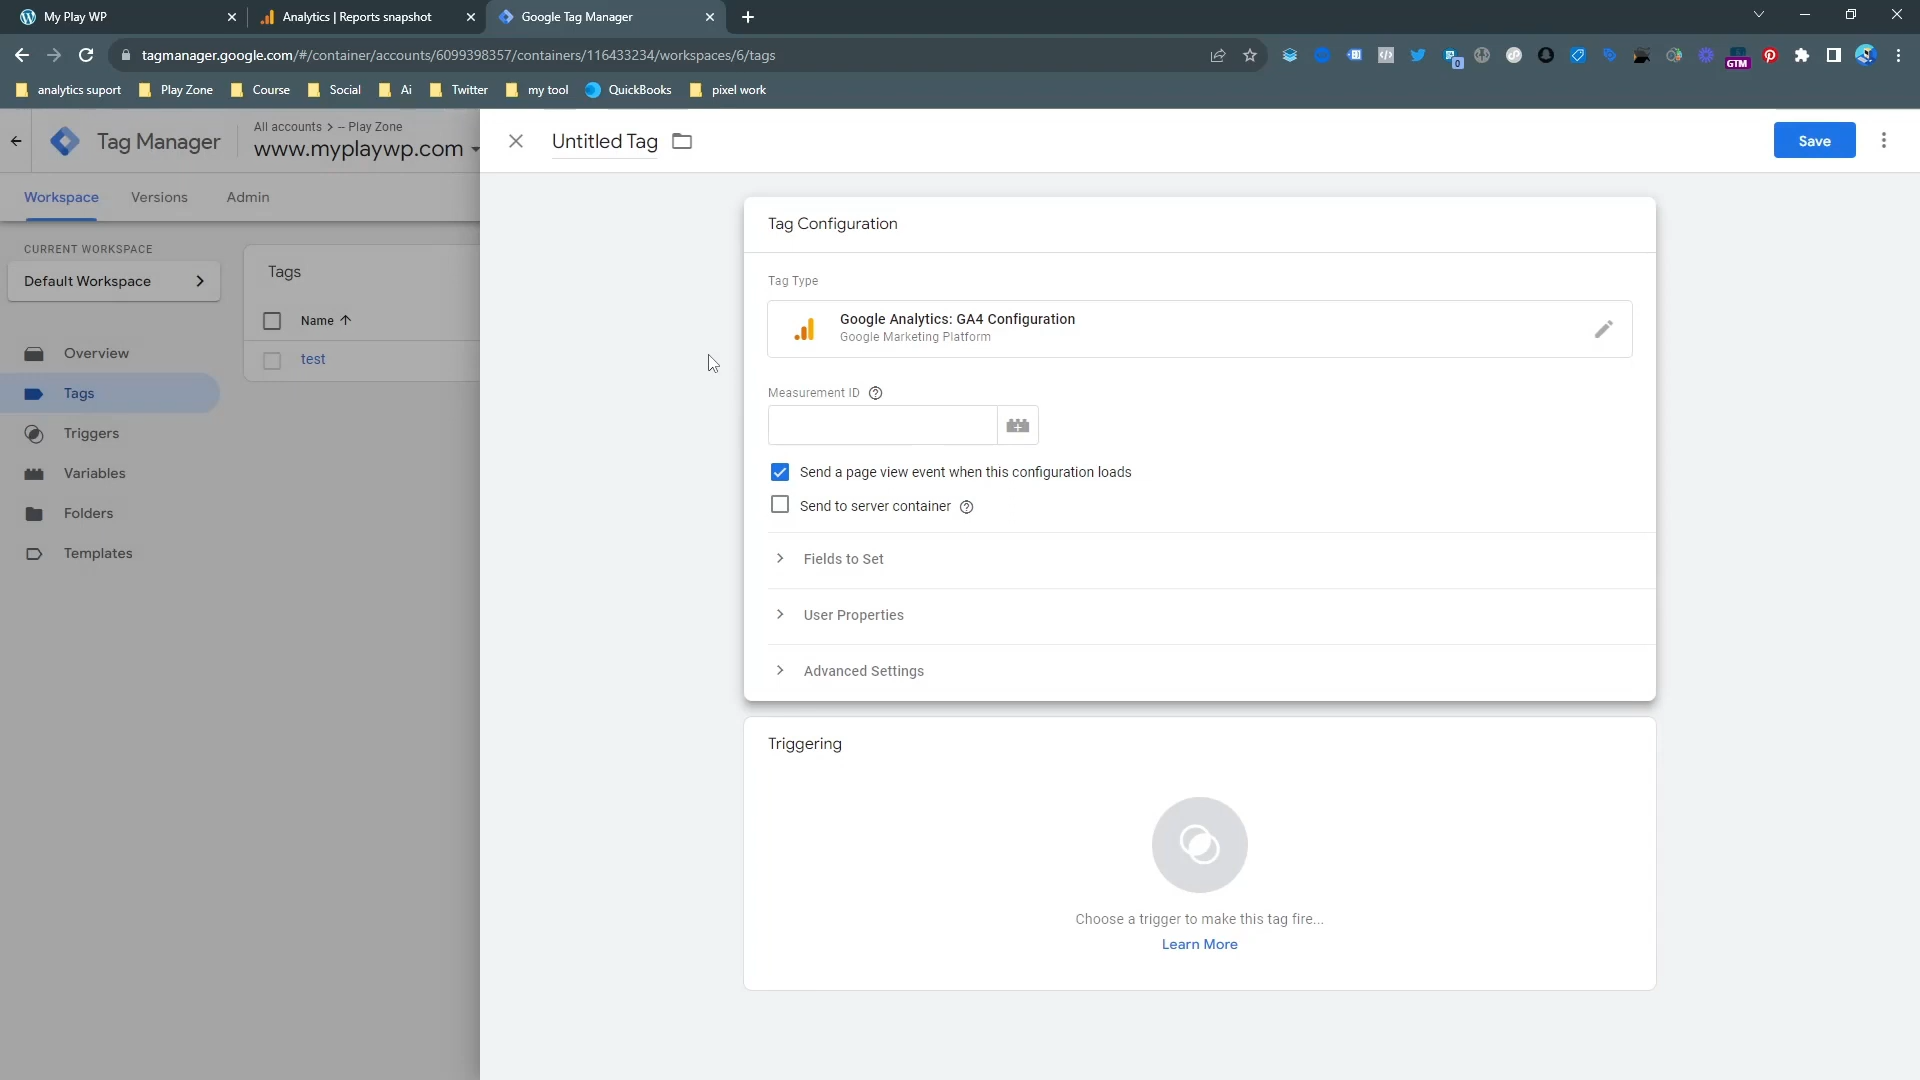 My Play WP
Analytics | Reports snapshot
Google Tag Manager
tagmanager.google.com/#/container/accounts/6099398357/containers/116433234/workspaces/6/tags
0
GTM
analytics suport
Play Zone
Course
Social
Ai
Twitter
my tool
QuickBooks
pixel work
Tag Manager
All accounts > -- Play Zone
www.myplaywp.com
Untitled Tag
Save
Workspace
Versions
Admin
CURRENT WORKSPACE
Default Workspace
Overview
Tags
Triggers
Variables
Folders
Templates
Tags
Name
test
Tag Configuration
Tag Type
Google Analytics: GA4 Configuration
Google Marketing Platform
Measurement ID
Send a page view event when this configuration loads
Send to server container
Fields to Set
User Properties
Advanced Settings
Triggering
Choose a trigger to make this tag fire...
Learn More